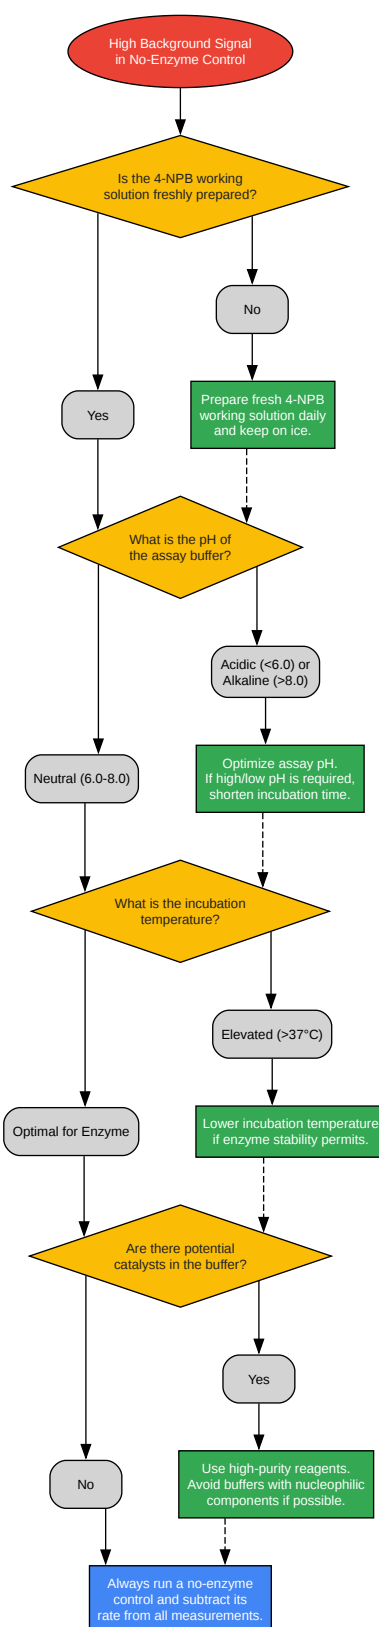 High Background Signal
in No-Enzyme Control
Is the 4-NPB working
solution freshly prepared?
No
Prepare fresh 4-NPB
working solution daily
and keep on ice.
Yes
What is the pH of
the assay buffer?
Acidic (<6.0) or
Alkaline (>8.0)
Optimize assay pH.
If high/low pH is required,
shorten incubation time.
Neutral (6.0-8.0)
What is the incubation
temperature?
Elevated (>37°C)
Lower incubation temperature
if enzyme stability permits.
Optimal for Enzyme
Are there potential
catalysts in the buffer?
Yes
Use high-purity reagents.
Avoid buffers with nucleophilic
components if possible.
No
Always run a no-enzyme
control and subtract its
rate from all measurements.